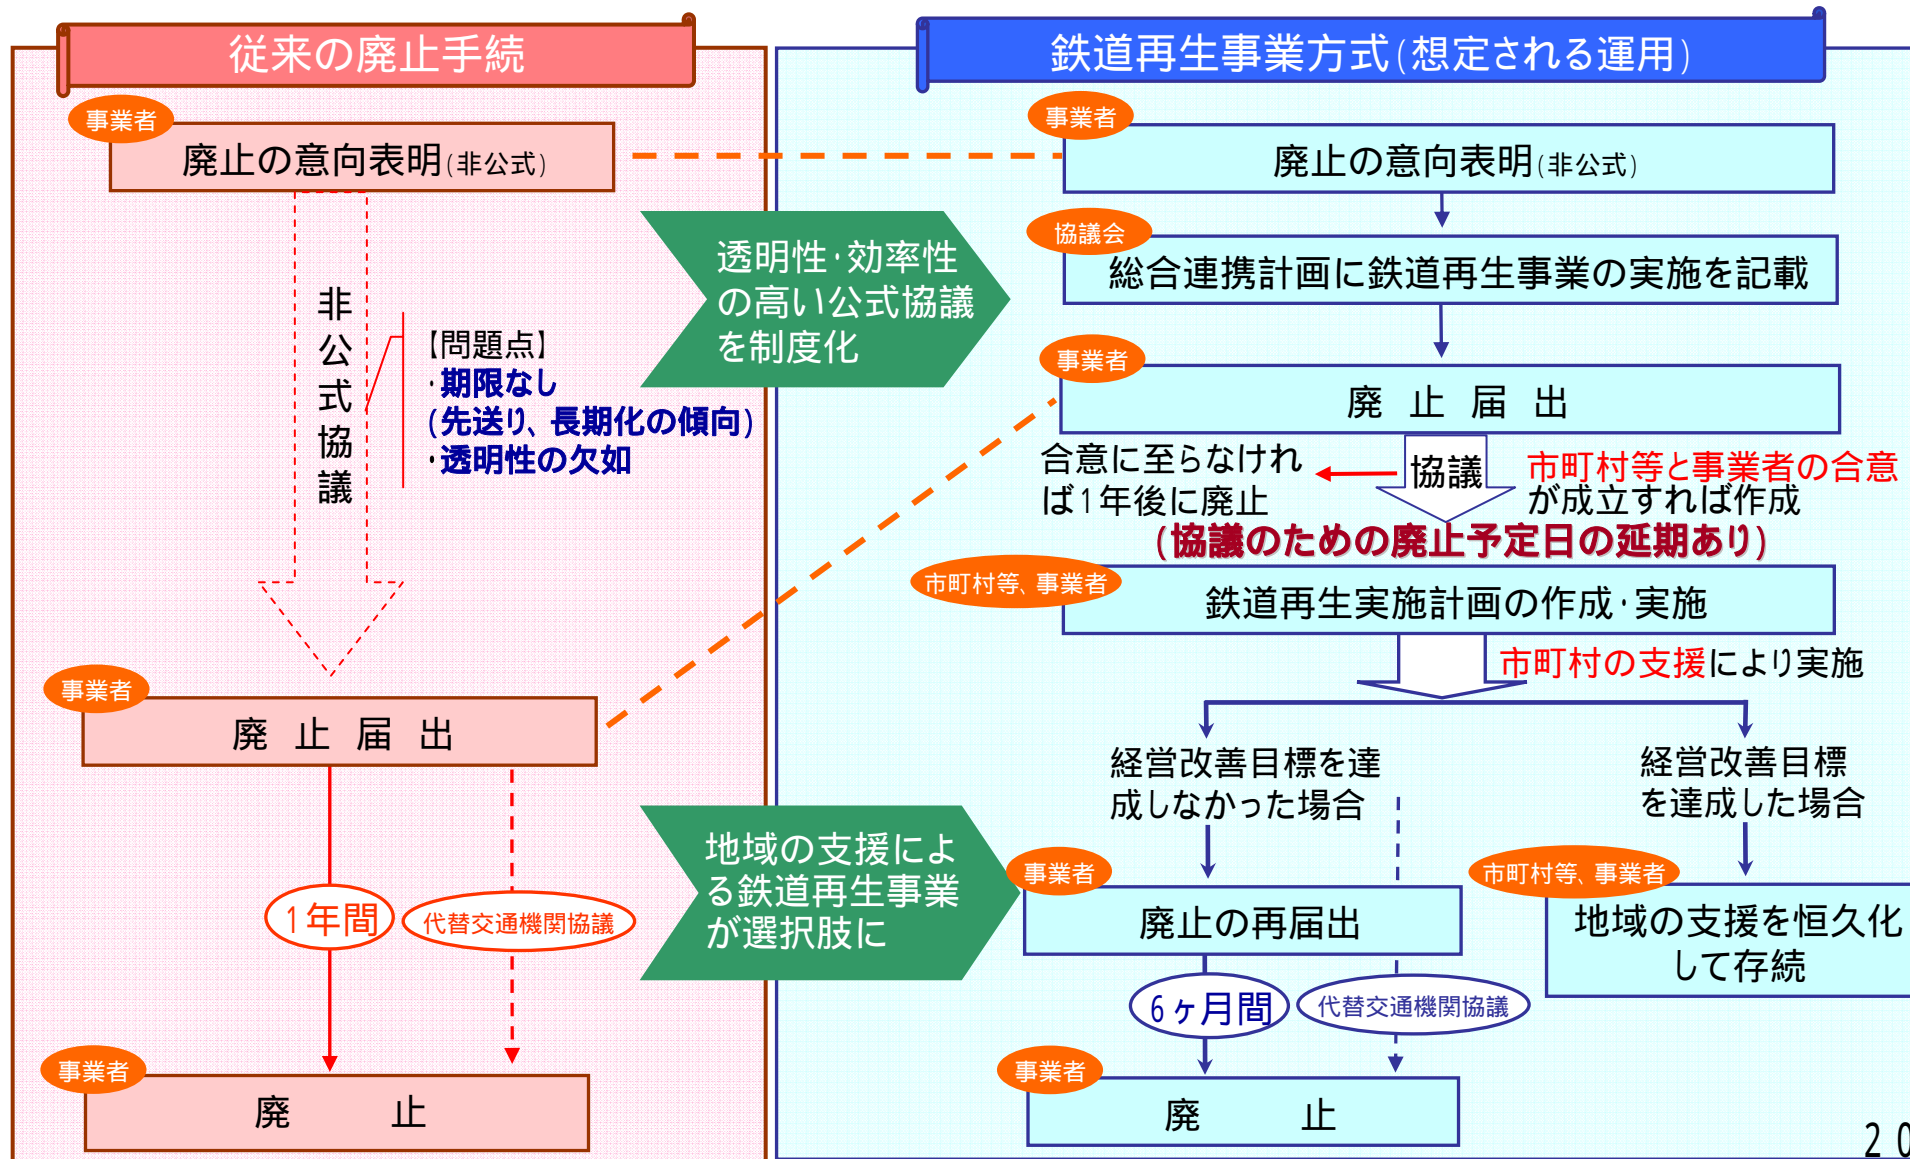 従来の廃止手続
事業者
廃止の意向表明(非公式)
非公式協議
【問題点】
・期限なし
(先送り、長期化の傾向)
・透明性の欠如
事業者
廃 止 届 出
1年間
代替交通機関協議
事業者
廃 止
透明性・効率性
の高い公式協議
を制度化
地域の支援によ
る鉄道再生事業
が選択肢に
鉄道再生事業方式(想定される運用)
事業者
廃止の意向表明(非公式)
協議会
総合連携計画に鉄道再生事業の実施を記載
事業者
廃 止 届 出
合意に至らなけれ
ば1年後に廃止
協議
市町村等と事業者の合意
が成立すれば作成
(協議のための廃止予定日の延期あり)
市町村等、事業者
鉄道再生実施計画の作成・実施
市町村の支援により実施
経営改善目標を達
成しなかった場合
経営改善目標
を達成した場合
事業者
廃止の再届出
市町村等、事業者
地域の支援を恒久化
して存続
6ヶ月間
代替交通機関協議
事業者
廃 止
20